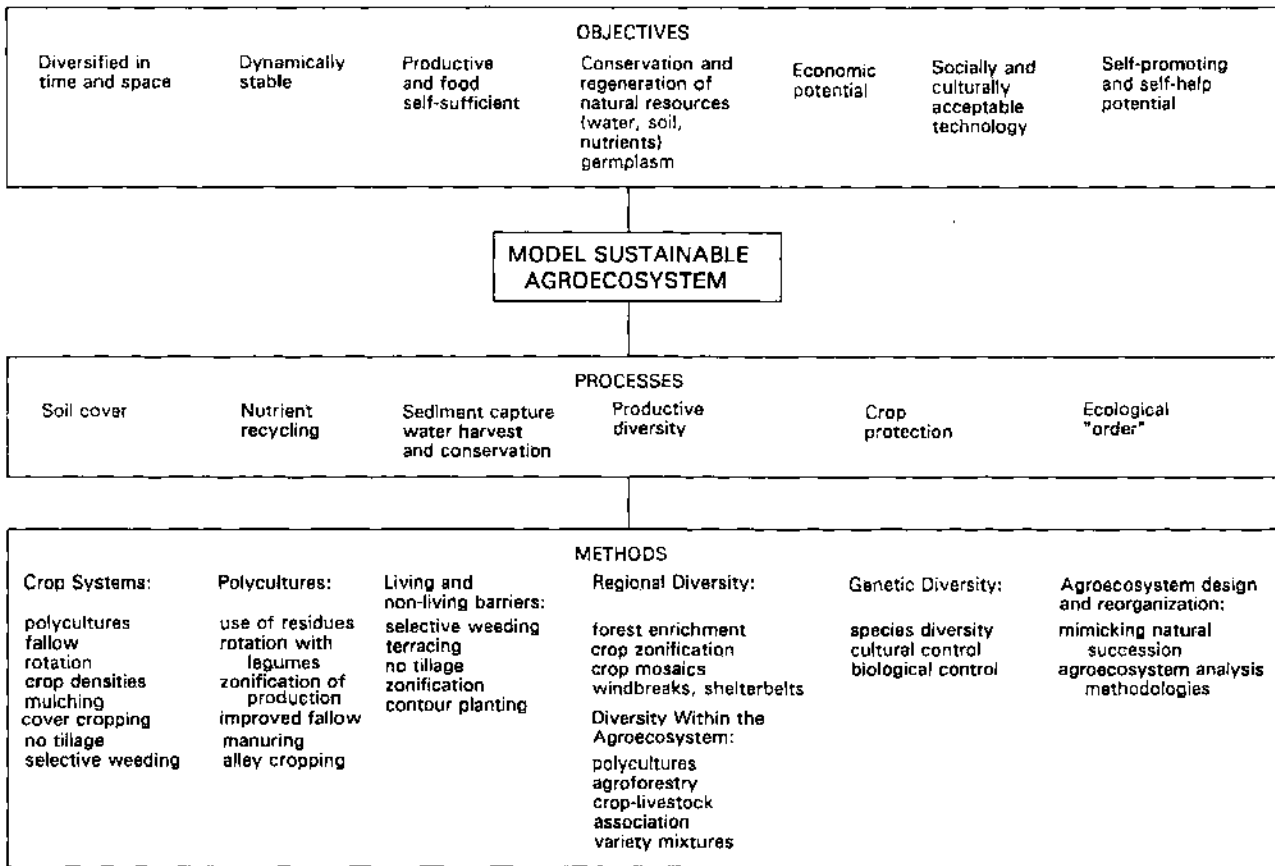 OBJECTIVES
Diversified in
time and space
Dynamically
stable
Productive
and food
self-sufficient
Conservation and
regeneration of
natural resources
(water, soil,
nutrients)
germplasm
Economic
potential
Socially and
culturally
acceptable
technology
Self-promoting
and self-help
potential
MODEL SUSTAINABLE
AGROECOSYSTEM
PROCESSES
Soil cover
Nutrient
recycling
Sediment capture
water harvest
and conservation
Productive
diversity
Crop
protection
Ecological
"order"
METHODS
Crop Systems:
polycultures
fallow
rotation
crop densities
mulching
cover cropping
no tillage
selective weeding
Polycultures:
use of residues
rotation with
legumes
zonification of
production
improved fallow
manuring
alley cropping
Living and
non-living barriers:
selective weeding
terracing
no tillage
zonification
contour planting
Regional Diversity:
forest enrichment
crop zonification
crop mosaics
windbreaks, shelterbelts
Diversity Within the
Agroecosystem:
polycultures
agroforestry
crop-livestock
association
variety mixtures
Genetic Diversity:
species diversity
cultural control
biological control
Agroecosystem design
and reorganization:
mimicking natural
succession
agroecosystem analysis
methodologies